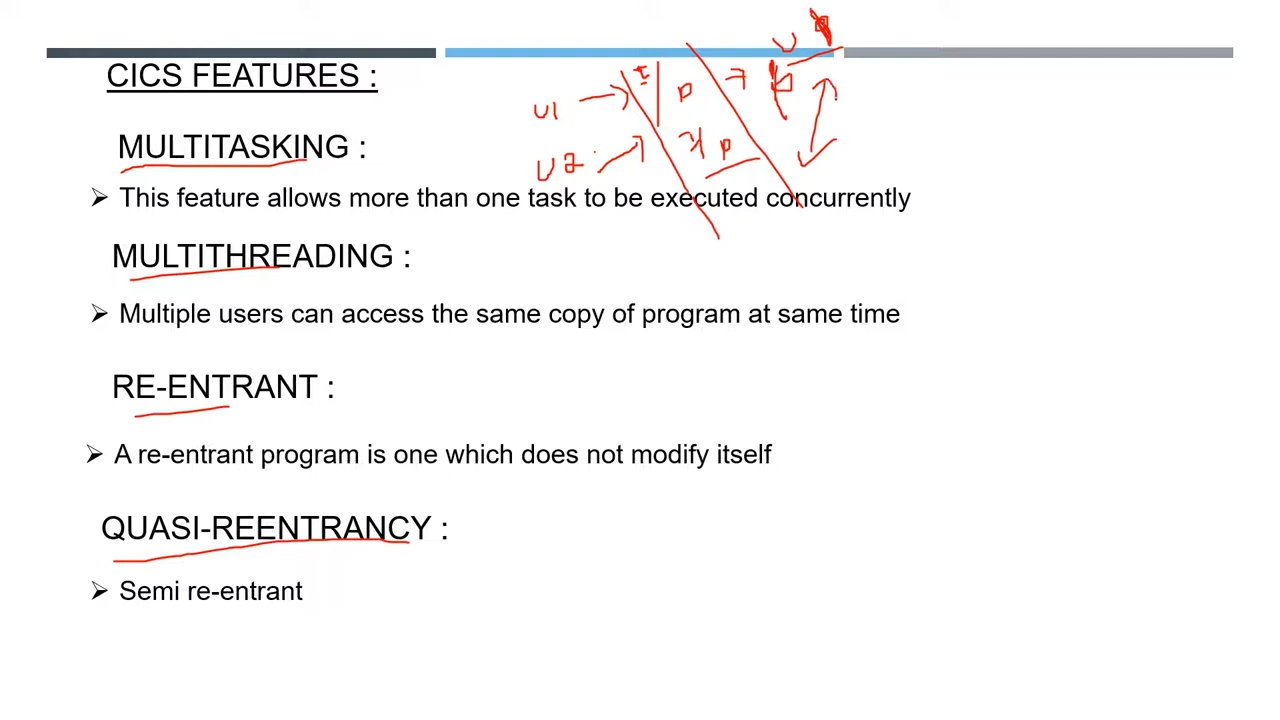 CICS FEATURES :
U1
U2
P
P
U
MULTITASKING :
➢ This feature allows more than one task to be executed concurrently
MULTITHREADING :
➢ Multiple users can access the same copy of program at same time
RE-ENTRANT :
➢ A re-entrant program is one which does not modify itself
QUASI-REENTRANCY :
➢ Semi re-entrant